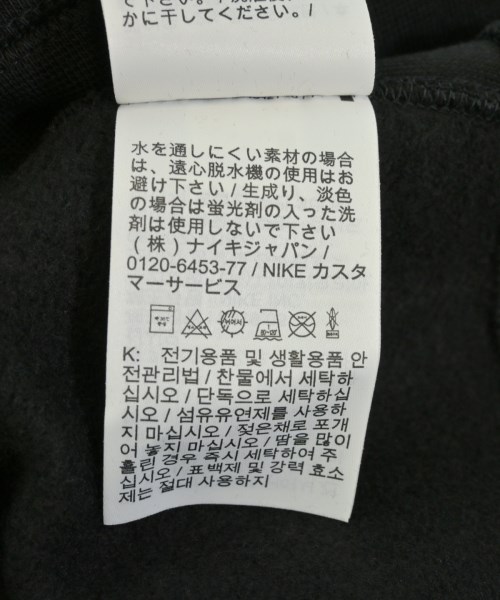 かに干してください。/
水を通しにくい素材の場合
は、遠心脱水機の使用はお
避け下さい / 生成り、淡色
の場合は蛍光剤の入った洗
剤は使用しないで下さい
(株) ナイキジャパン /
0120-6453-77 / NIKE カスタ
マーサービス
K: 전기용품 및 생활용품 안
전관리법 / 찬물에서 세탁하
십시오 / 단독으로 세탁하십
시오 / 섬유유연제를 사용하
지 마십시오 / 젖은채로 포개
어 놓지 마십시오 / 땀을 많이
흘린 경우 즉시 세탁하여 주
십시오 / 표백제 및 강력 효소
제는 절대 사용하지